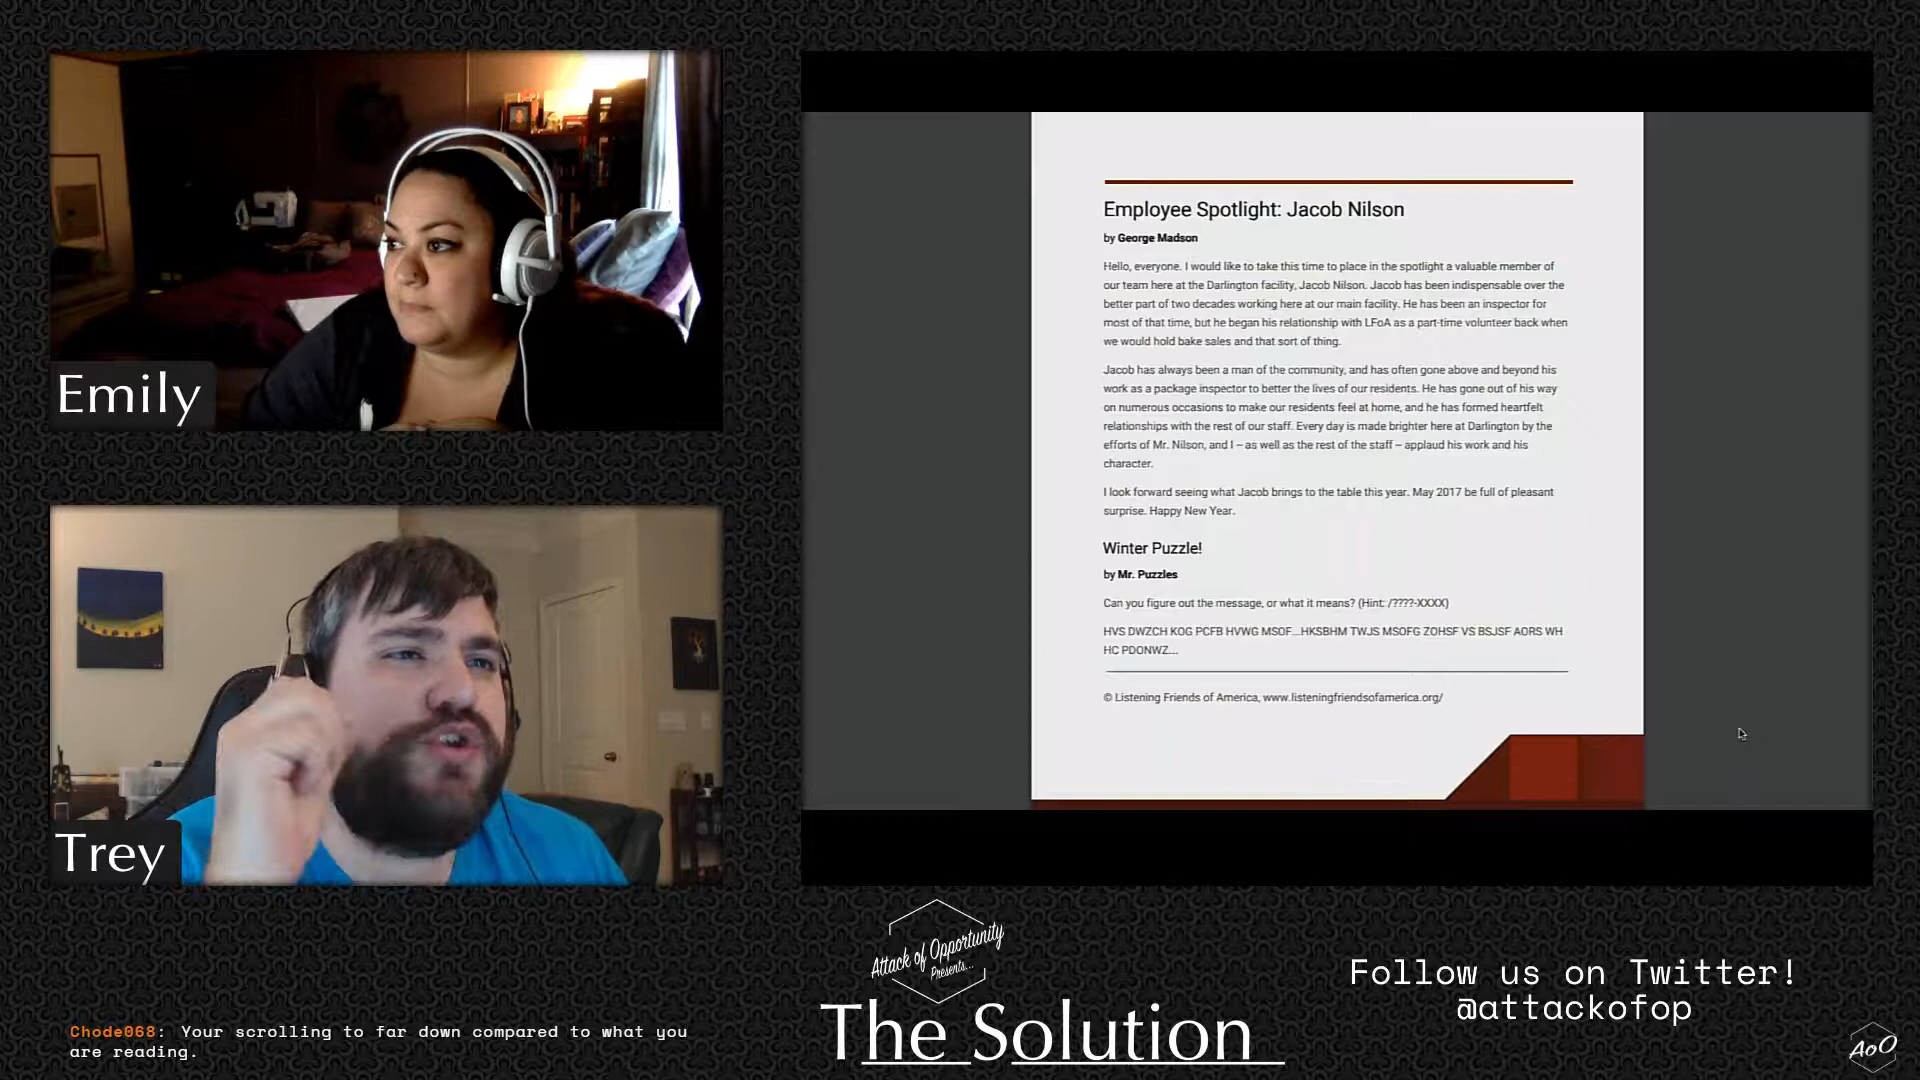 Emily
Trey
Employee Spotlight: Jacob Nilson
by George Madson
Hello, everyone. I would like to take this time to place in the spotlight a valuable member of
our team here at the Darlington facility, Jacob Nilson. Jacob has been indispensable over the
better part of two decades working here at our main facility. He has been an inspector for
most of that time, but he began his relationship with LFoA as a part-time volunteer back when
we would hold bake sales and that sort of thing.
Jacob has always been a man of the community, and has often gone above and beyond his
work as a package inspector to better the lives of our residents. He has gone out of his way
on numerous occasions to make our residents feel at home, and he has formed heartfelt
relationships with the rest of our staff. Every day is made brighter here at Darlington by the
efforts of Mr. Nilson, and I – as well as the rest of the staff – applaud his work and his
character.
I look forward seeing what Jacob brings to the table this year. May 2017 be full of pleasant
surprise. Happy New Year.
Winter Puzzle!
by Mr. Puzzles
Can you figure out the message, or what it means? (Hint: /????-XXXX)
HVS DWZCH KOG PCFB HVWG MSOF...HKSBHM TWJS MSOFG ZOHSF VS BSJSF AORS WH
HC PDONWZ...
© Listening Friends of America, www.listeningfriendsofamerica.org/
Attack of Opportunity
Presents...
The Solution
Follow us on Twitter!
@attackofop
Chode068: Your scrolling to far down compared to what you
are reading.
AoO